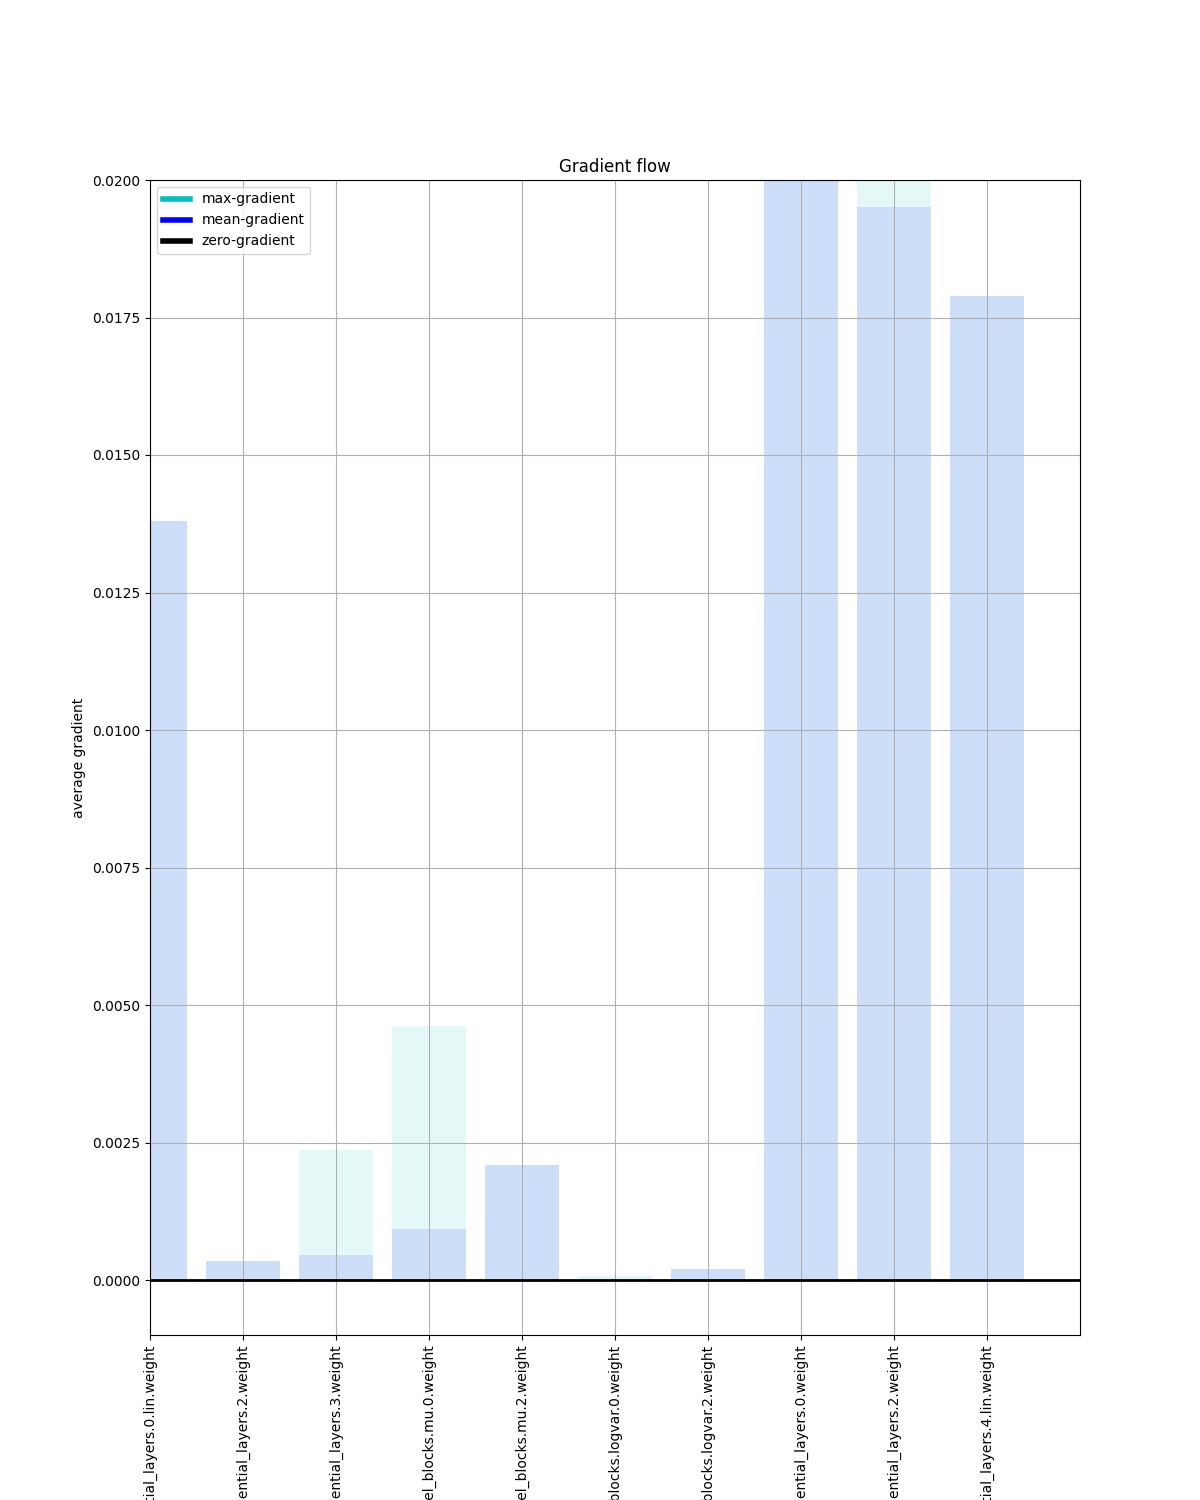 Gradient flow
max-gradient
mean-gradient
zero-gradient
0.0200
0.0175
0.0150
0.0125
0.0100
0.0075
0.0050
0.0025
0.0000
average gradient
tial_layers.0.lin.weight
ential_layers.2.weight
ential_layers.3.weight
el_blocks.mu.0.weight
el_blocks.mu.2.weight
blocks.logvar.0.weight
blocks.logvar.2.weight
ential_layers.0.weight
ential_layers.2.weight
tial_layers.4.lin.weight